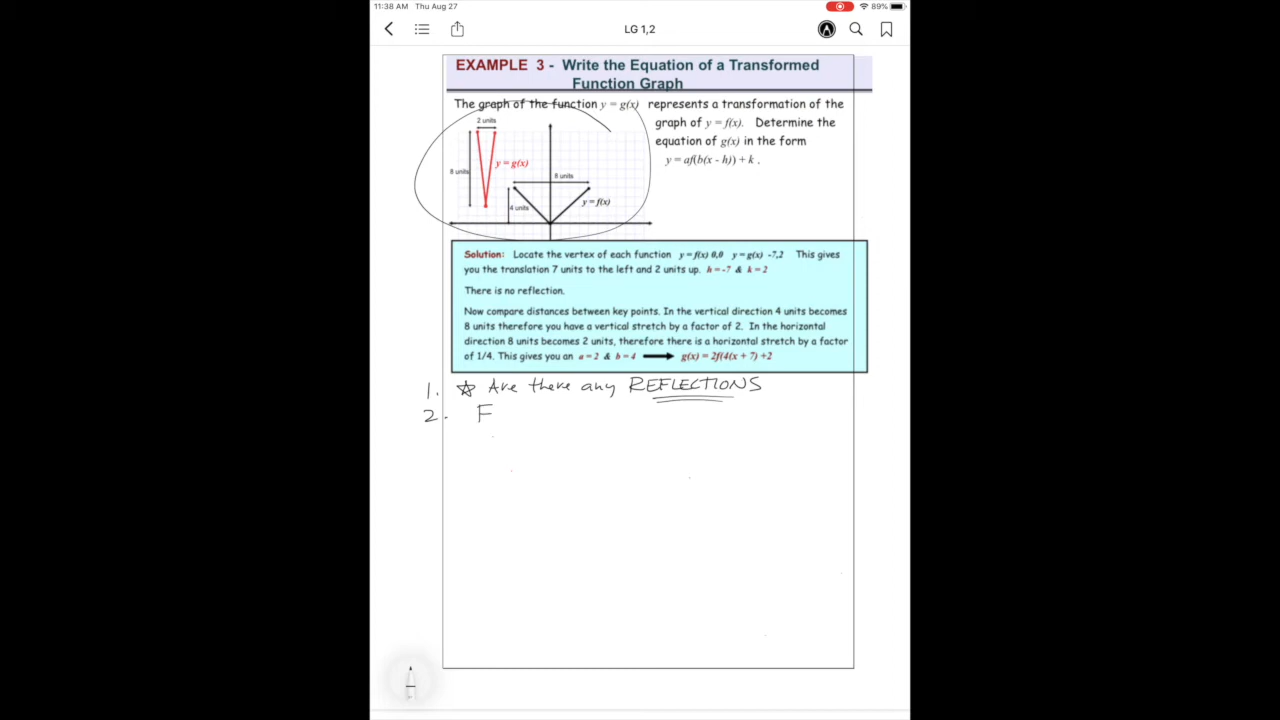 11:38 AM Thu Aug 27
89%
LG 1,2
EXAMPLE 3 - Write the Equation of a Transformed
Function Graph
The graph of the function y = g(x) represents a transformation of the
graph of y = f(x). Determine the
equation of g(x) in the form
y = af(b(x - h)) + k .
2 units
8 units
y = g(x)
8 units
4 units
y = f(x)
Solution: Locate the vertex of each function y = f(x) 0,0 y = g(x) -7,2 This gives
you the translation 7 units to the left and 2 units up. h = -7 & k = 2
There is no reflection.
Now compare distances between key points. In the vertical direction 4 units becomes
8 units therefore you have a vertical stretch by a factor of 2. In the horizontal
direction 8 units becomes 2 units, therefore there is a horizontal stretch by a factor
of 1/4. This gives you an a = 2 & b = 4 → g(x) = 2f(4(x + 7) +2
1. ☆ Are there any REFLECTIONS
2. F